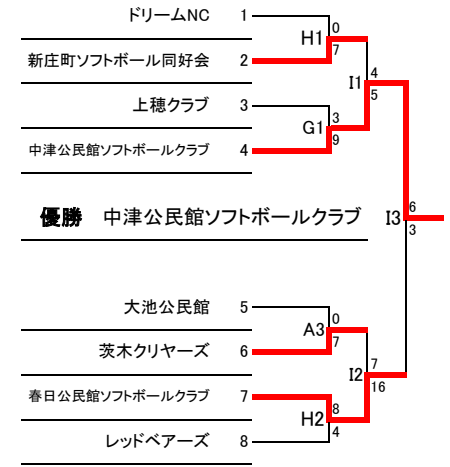 ドリームNC 1
0
H1
7
新庄町ソフトボール同好会 2
4
I1
5
上穂クラブ 3
3
G1
9
中津公民館ソフトボールクラブ 4
優勝 中津公民館ソフトボールクラブ
6
I3
3
大池公民館 5
0
A3
7
茨木クリヤーズ 6
7
I2
16
春日公民館ソフトボールクラブ 7
8
H2
4
レッドベアーズ 8